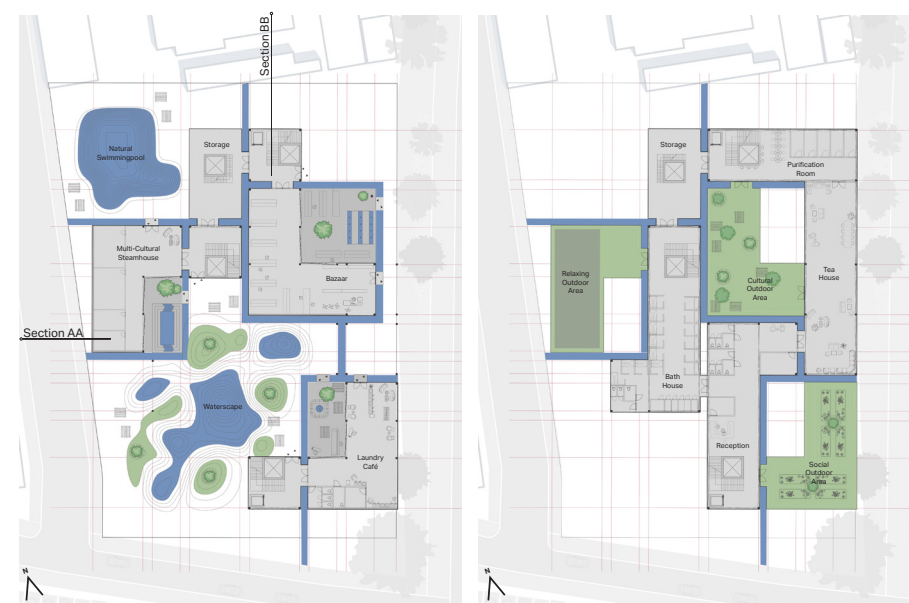 Section BB
Natural
Swimmingpool
Storage
Multi-Cultural
Steamhouse
Bazaar
Section AA
Waterscape
Laundry
Café
N
Storage
Purification
Room
Relaxing
Outdoor
Area
Cultural
Outdoor
Area
Tea
House
Bath
House
Reception
Social
Outdoor
Area
N